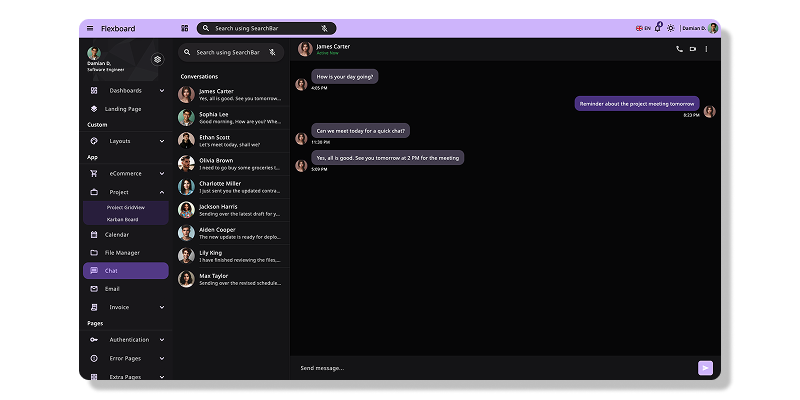 Flexboard
Search using SearchBar
EN
4
Damian D.
Damian D.
Software Engineer
Dashboards
Landing Page
Custom
Layouts
App
eCommerce
Project
Project GridView
Karban Board
Calendar
File Manager
Chat
Email
Invoice
Pages
Authentication
Error Pages
Extra Pages
Search using SearchBar
Conversations
James Carter
Yes, all is good. See you tomorrow...
Sophia Lee
Good morning, How are you? Whe...
Ethan Scott
Let's meet today, shall we?
Olivia Brown
I need to go buy some groceries t...
Charlotte Miller
I just sent you the updated contra...
Jackson Harris
Sending over the latest draft for y...
Aiden Cooper
The new update is ready for deplo...
Lily King
I have finished reviewing the files,...
Max Taylor
Sending over the revised schedule...
James Carter
Active Now
How is your day going?
4:05 PM
Reminder about the project meeting tomorrow
8:23 PM
Can we meet today for a quick chat?
11:30 PM
Yes, all is good. See you tomorrow at 2 PM for the meeting
5:09 PM
Send message...